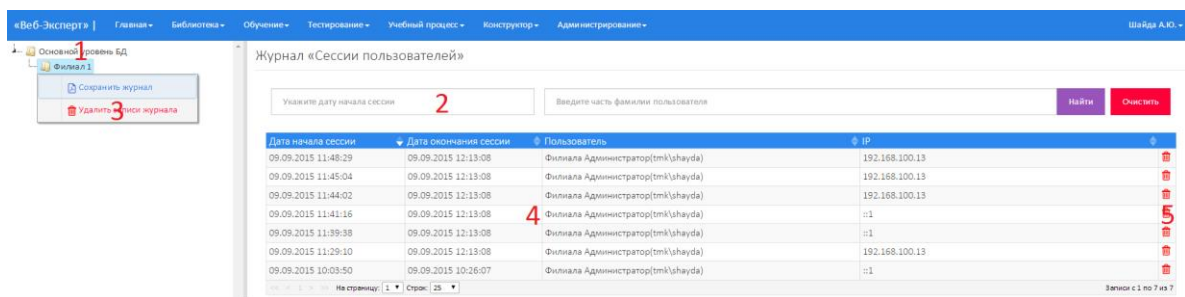 «Веб-Эксперт» | Главная Библиотека Обучение Тестирование Учебный процесс Конструктор Администрирование Шайда А.Ю.
Основной уровень БД
1
Филиал 1
Сохранить журнал
Удалить записи журнала
3
Журнал «Сессии пользователей»
Укажите дату начала сессии 2 Введите часть фамилии пользователя Найти Очистить
Дата начала сессии Дата окончания сессии Пользователь IP
09.09.2015 11:48:29 09.09.2015 12:13:08 Филиала Администратор(tmk\shayda) 192.168.100.13
09.09.2015 11:45:04 09.09.2015 12:13:08 Филиала Администратор(tmk\shayda) 192.168.100.13
09.09.2015 11:44:02 09.09.2015 12:13:08 Филиала Администратор(tmk\shayda) 192.168.100.13
09.09.2015 11:41:16 09.09.2015 12:13:08 4 Филиала Администратор(tmk\shayda) ::1 5
09.09.2015 11:39:38 09.09.2015 12:13:08 Филиала Администратор(tmk\shayda) ::1
09.09.2015 11:29:10 09.09.2015 12:13:08 Филиала Администратор(tmk\shayda) 192.168.100.13
09.09.2015 10:03:50 09.09.2015 10:26:07 Филиала Администратор(tmk\shayda) ::1
<< < 1 > >> На страницу: 1 Строк: 25 Записи с 1 по 7 из 7